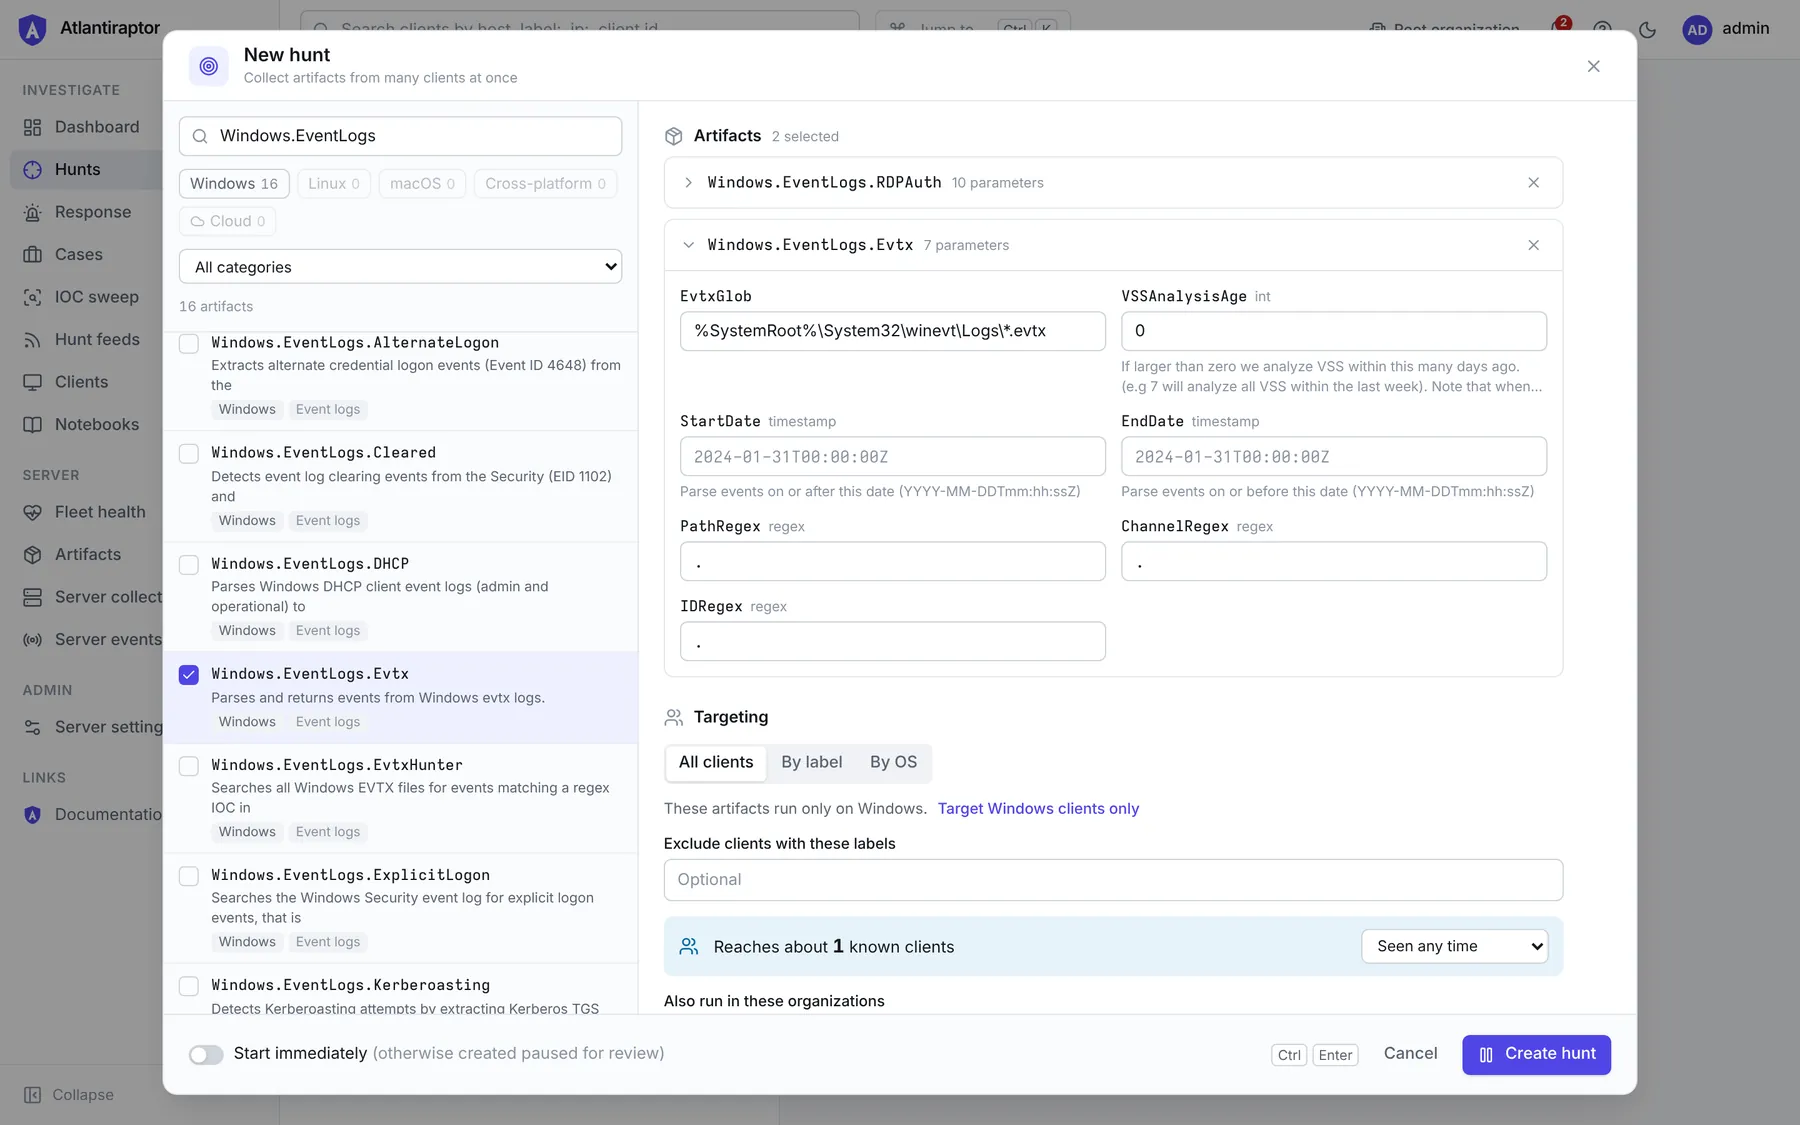 Atlantiraptor
Search clients by host, label:, ip:, client id
Jump to
Ctrl
K
Root organization
2
AD
admin
INVESTIGATE
Dashboard
Hunts
Response
Cases
IOC sweep
Hunt feeds
Clients
Notebooks
SERVER
Fleet health
Artifacts
Server collect
Server events
ADMIN
Server setting
LINKS
Documentatio
Collapse
New hunt
Collect artifacts from many clients at once
Windows.EventLogs
Windows 16
Linux 0
macOS 0
Cross-platform 0
Cloud 0
All categories
16 artifacts
Windows.EventLogs.AlternateLogon
Extracts alternate credential logon events (Event ID 4648) from
the
Windows Event logs
Windows.EventLogs.Cleared
Detects event log clearing events from the Security (EID 1102)
and
Windows Event logs
Windows.EventLogs.DHCP
Parses Windows DHCP client event logs (admin and
operational) to
Windows Event logs
Windows.EventLogs.Evtx
Parses and returns events from Windows evtx logs.
Windows Event logs
Windows.EventLogs.EvtxHunter
Searches all Windows EVTX files for events matching a regex
IOC in
Windows Event logs
Windows.EventLogs.ExplicitLogon
Searches the Windows Security event log for explicit logon
events, that is
Windows Event logs
Windows.EventLogs.Kerberoasting
Detects Kerberoasting attempts by extracting Kerberos TGS
Artifacts 2 selected
Windows.EventLogs.RDPAuth 10 parameters
Windows.EventLogs.Evtx 7 parameters
EvtxGlob
%SystemRoot%\System32\winevt\Logs\*.evtx
VSSAnalysisAge int
0
If larger than zero we analyze VSS within this many days ago.
(e.g 7 will analyze all VSS within the last week). Note that when...
StartDate timestamp
2024-01-31T00:00:00Z
Parse events on or after this date (YYYY-MM-DDTmm:hh:ssZ)
EndDate timestamp
2024-01-31T00:00:00Z
Parse events on or before this date (YYYY-MM-DDTmm:hh:ssZ)
PathRegex regex
.
ChannelRegex regex
.
IDRegex regex
.
Targeting
All clients
By label
By OS
These artifacts run only on Windows. Target Windows clients only
Exclude clients with these labels
Optional
Reaches about 1 known clients
Seen any time
Also run in these organizations
Start immediately (otherwise created paused for review)
Ctrl
Enter
Cancel
Create hunt